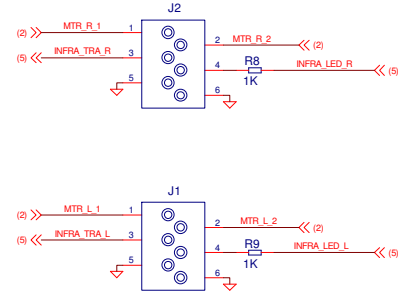 J2
(2) MTR_R_1 1
2 MTR_R_2 (2)
(5) INFRA_TRA_R 3
4 R8 INFRA_LED_R (5)
1K
5
6
J1
(2) MTR_L_1 1
2 MTR_L_2 (2)
(5) INFRA_TRA_L 3
4 R9 INFRA_LED_L (5)
1K
5
6